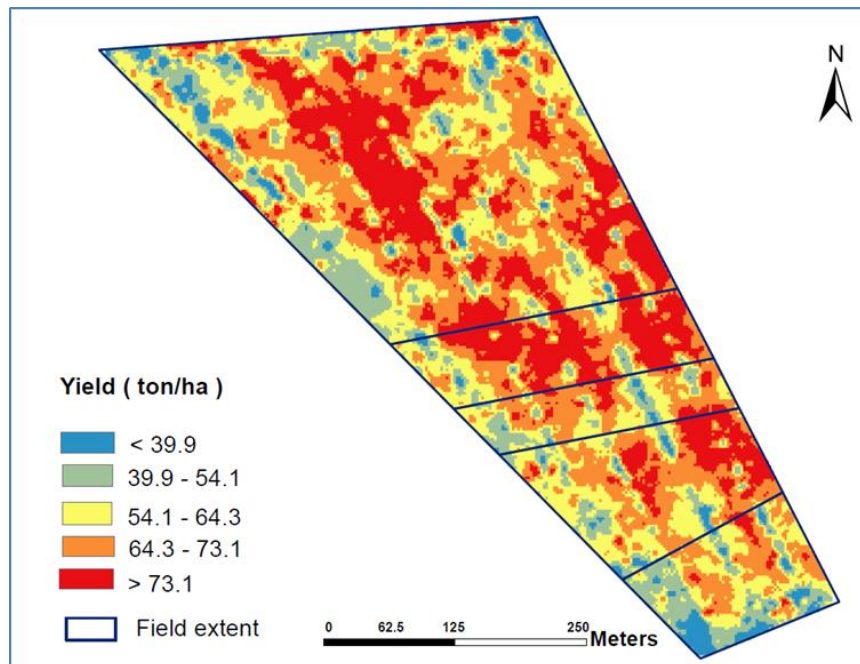 N
Yield ( ton/ha )
< 39.9
39.9 - 54.1
54.1 - 64.3
64.3 - 73.1
> 73.1
Field extent
0 62.5 125 250 Meters